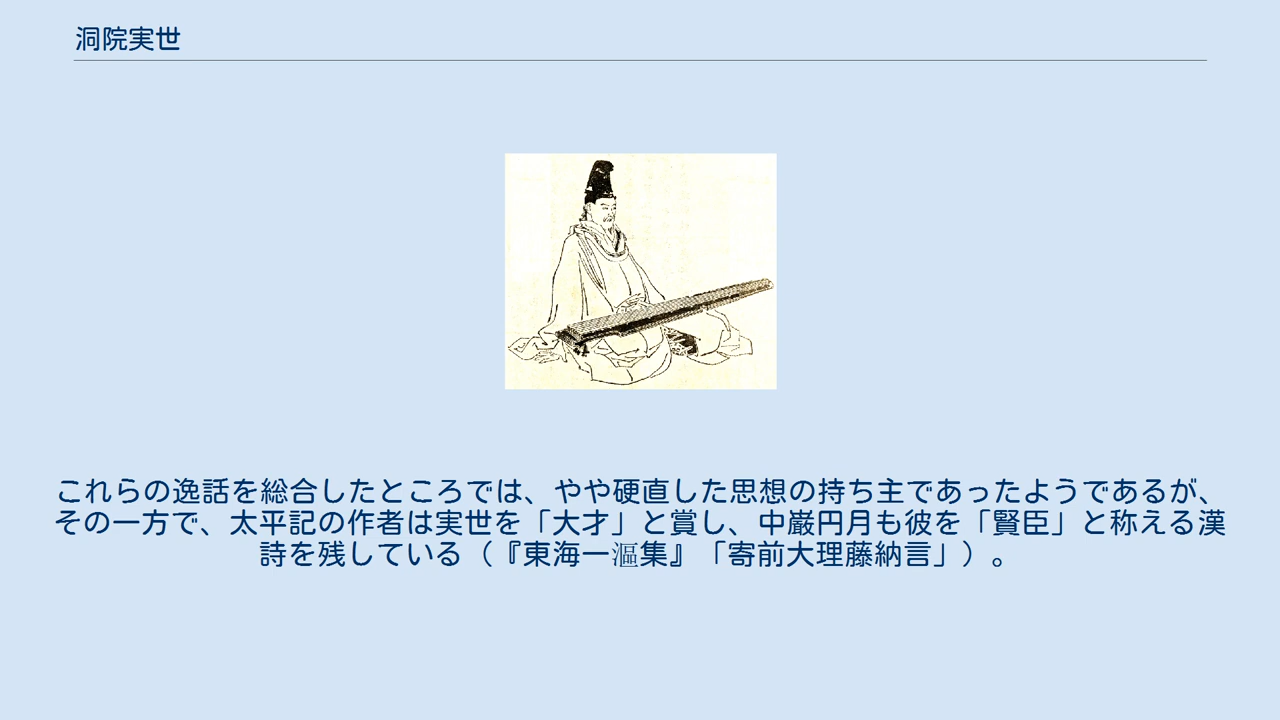 洞院実世
これらの逸話を総合したところでは、やや硬直した思想の持ち主であったようであるが、
その一方で、太平記の作者は実世を「大才」と賞し、中巌円月も彼を「賢臣」と称える漢
詩を残している（『東海一漚集』「寄前大理藤納言」）。